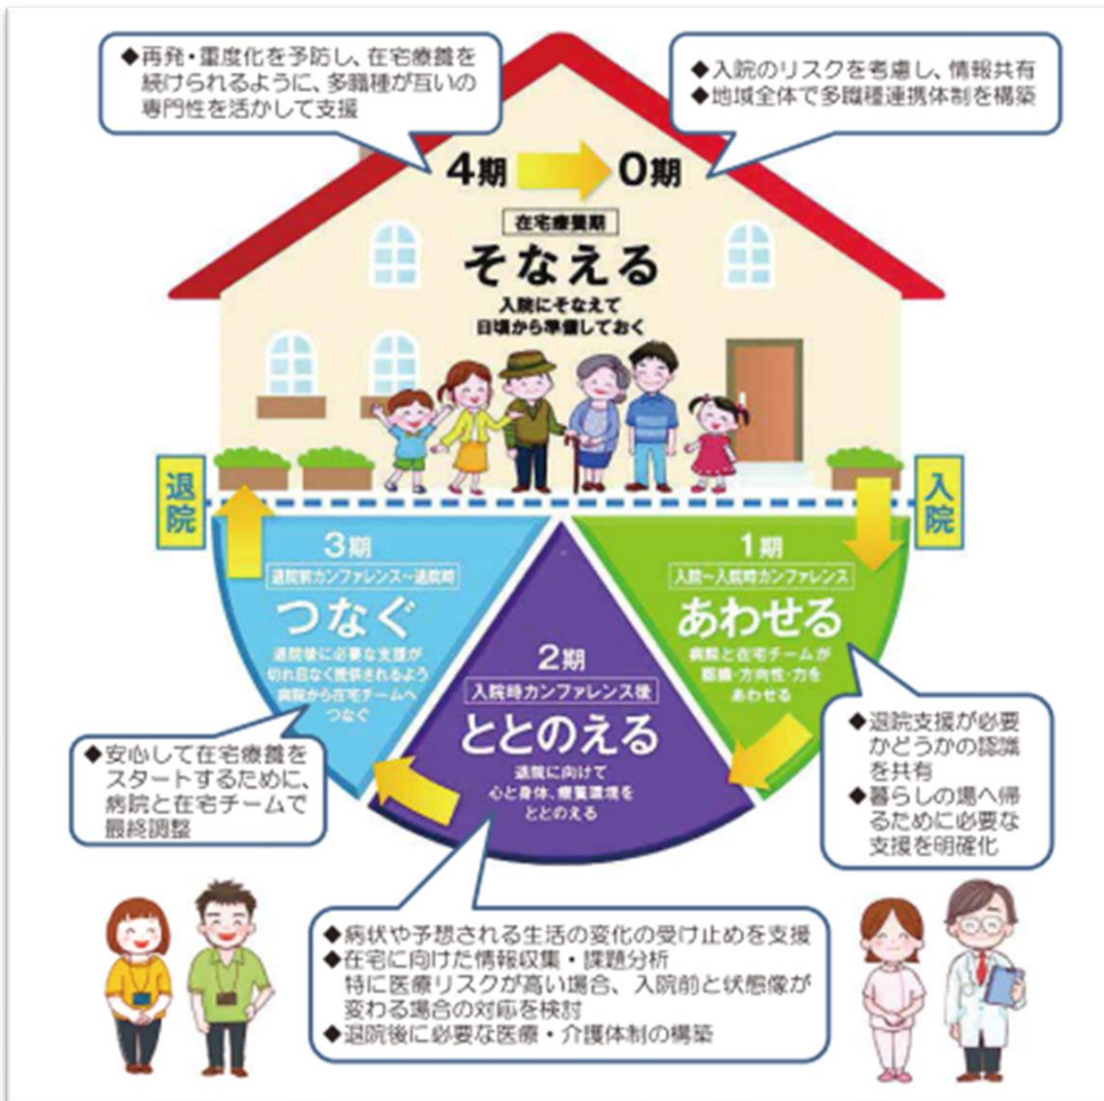 ◆再発・重度化を予防し、在宅療養を
続けられるように、多職種が互いの
専門性を活かして支援
◆入院のリスクを考慮し、情報共有
◆地域全体で多職種連携体制を構築
4期
0期
在宅療養期
そなえる
入院にそなえて
日頃から準備しておく
退院
入院
1期
入院～入院時カンファレンス
あわせる
病院と在宅チームが
認識・方向性・力を
あわせる
◆退院支援が必要
かどうかの認識
を共有
◆暮らしの場へ帰
るために必要な
支援を明確化
2期
入院時カンファレンス後
ととのえる
退院に向けて
心と身体、療養環境を
ととのえる
◆病状や予想される生活の変化の受け止めを支援
◆在宅に向けた情報収集・課題分析
特に医療リスクが高い場合、入院前と状態像が
変わる場合の対応を検討
◆退院後に必要な医療・介護体制の構築
3期
退院前カンファレンス～退院時
つなぐ
退院後に必要な支援が
切れ目なく提供されるよう
病院から在宅チームへ
つなぐ
◆安心して在宅療養を
スタートするために、
病院と在宅チームで
最終調整